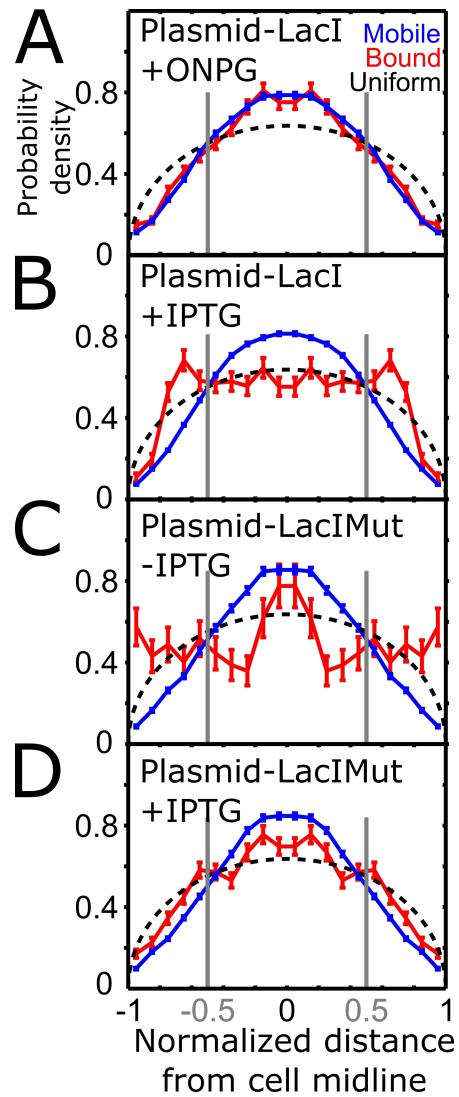 A
Plasmid-LacI
+ONPG
Mobile
Bound
Uniform
Probability
density
0.8
0.4
0
B
Plasmid-LacI
+IPTG
0.8
0.4
0
C
Plasmid-LacIMut
-IPTG
0.8
0.4
0
D
Plasmid-LacIMut
+IPTG
0.8
0.4
0
-1 -0.5 0 0.5 1
Normalized distance
from cell midline